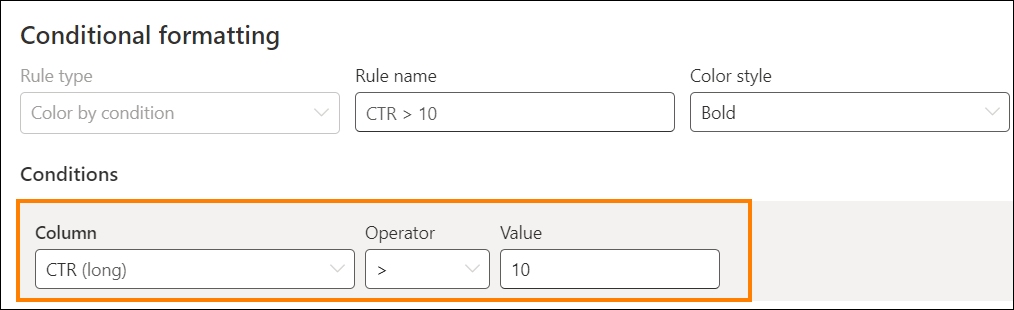 Conditional formatting
Rule type Rule name Color style
Color by condition CTR > 10 Bold
Conditions
Column Operator Value
CTR (long) > 10